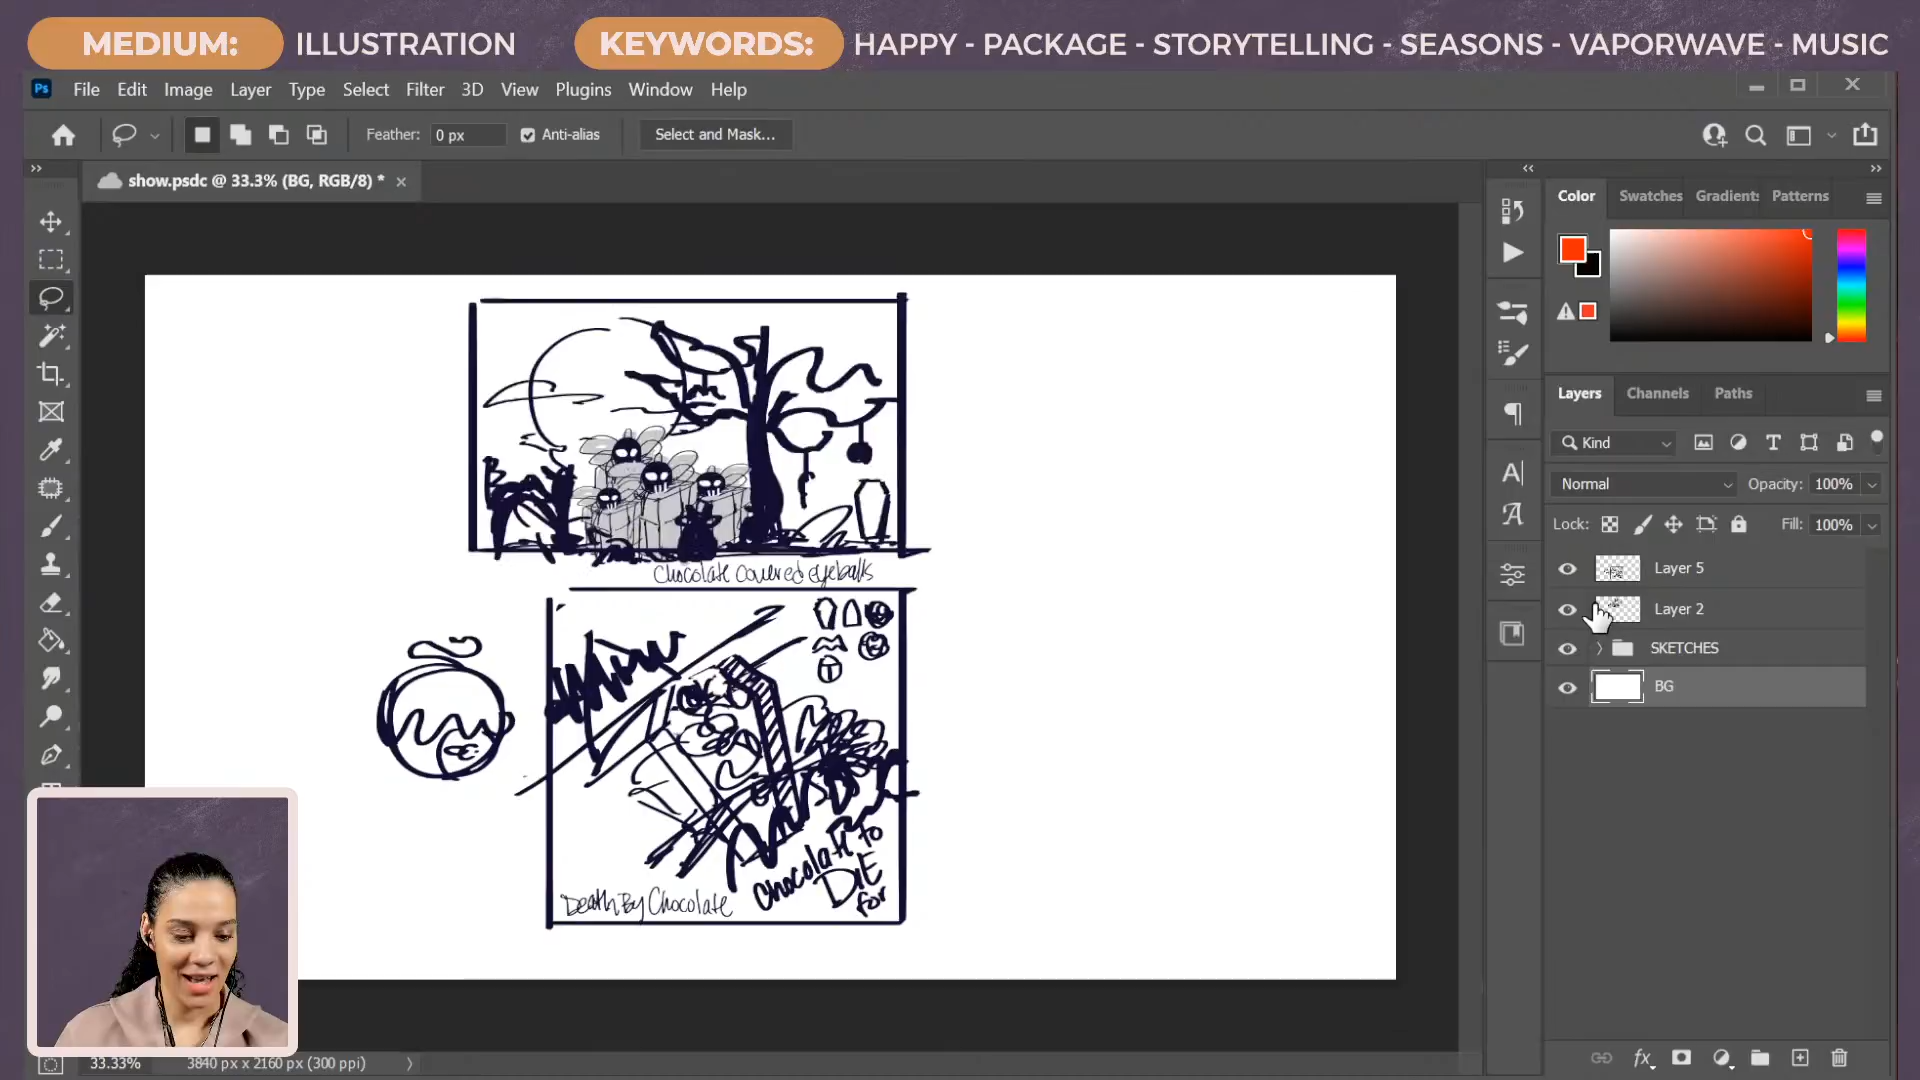 MEDIUM: ILLUSTRATION KEYWORDS: HAPPY - PACKAGE - STORYTELLING - SEASONS - VAPORWAVE - MUSIC
Ps File Edit Image Layer Type Select Filter 3D View Plugins Window Help
Feather: 0 px Anti-alias Select and Mask...
show.psdc @ 33.3% (BG, RGB/8) *
Color Swatches Gradients Patterns
Layers Channels Paths
Kind
Normal Opacity: 100%
Lock: Fill: 100%
Layer 5
Layer 2
SKETCHES
BG
Chocolate covered eyeballs
Death By Chocolate
Chocolate to
DIE
for
33.33% 3840 px x 2160 px (300 ppi)